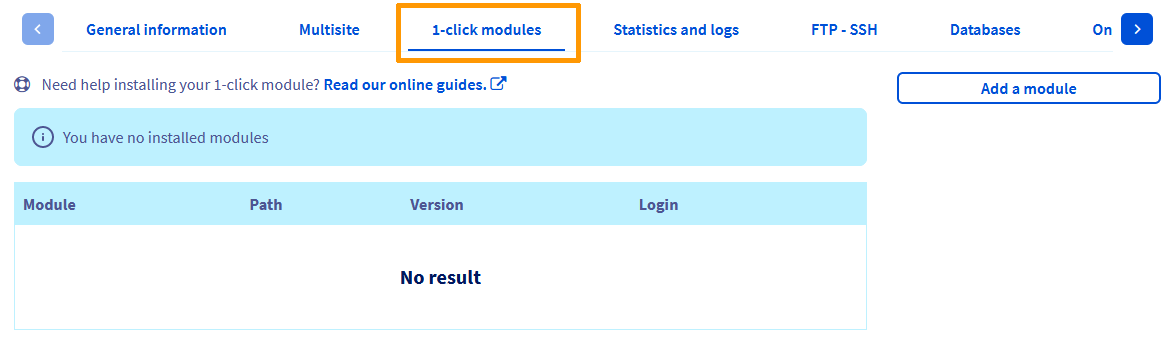 General information Multisite 1-click modules Statistics and logs FTP - SSH Databases On
Need help installing your 1-click module? Read our online guides.
Add a module
You have no installed modules
Module Path Version Login
No result